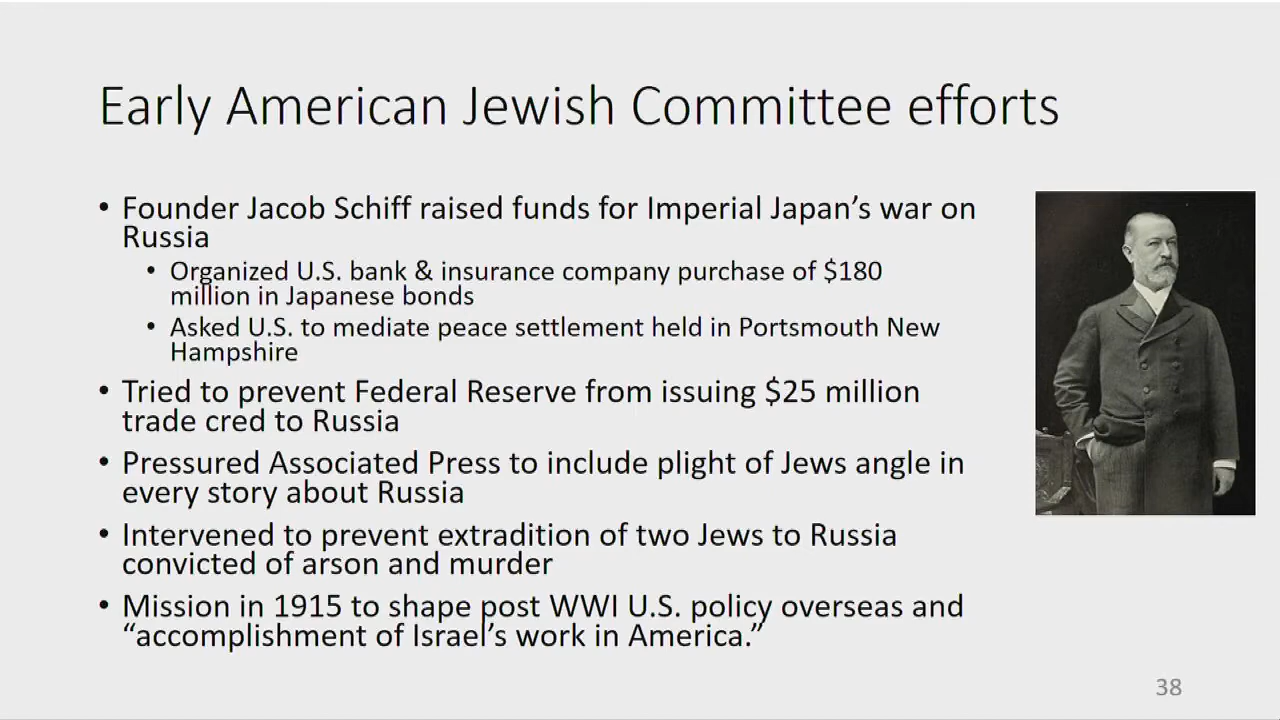 Early American Jewish Committee efforts
• Founder Jacob Schiff raised funds for Imperial Japan's war on
Russia
• Organized U.S. bank & insurance company purchase of $180
million in Japanese bonds
• Asked U.S. to mediate peace settlement held in Portsmouth New
Hampshire
• Tried to prevent Federal Reserve from issuing $25 million
trade cred to Russia
• Pressured Associated Press to include plight of Jews angle in
every story about Russia
• Intervened to prevent extradition of two Jews to Russia
convicted of arson and murder
• Mission in 1915 to shape post WWI U.S. policy overseas and
“accomplishment of Israel’s work in America.”
38